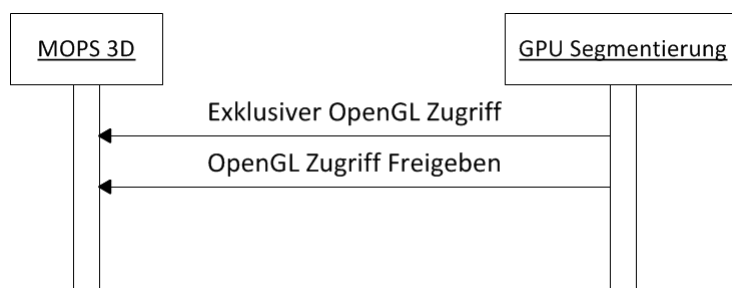 MOPS 3D
GPU Segmentierung
Exklusiver OpenGL Zugriff
OpenGL Zugriff Freigeben